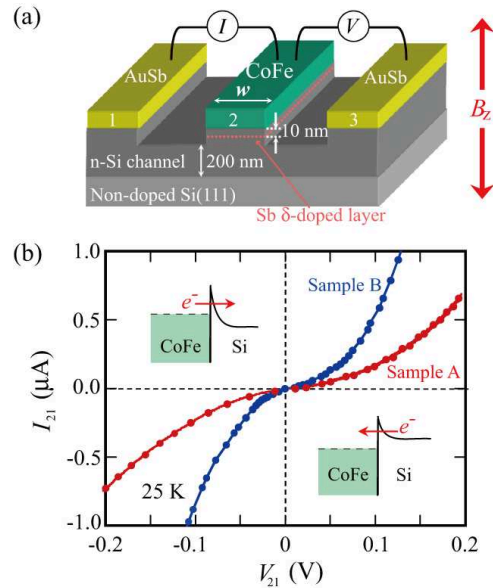 (a)
I
V
AuSb
CoFe
AuSb
w
1
2
3
10 nm
B_Z
n-Si channel
200 nm
Non-doped Si(111)
Sb δ-doped layer
(b)
1.0
0.5
0.0
-0.5
1.0
I_21 (μA)
Sample B
e-
CoFe
Si
Sample A
e-
CoFe
Si
25 K
-0.2
-0.1
0
0.1
0.2
V_21 (V)